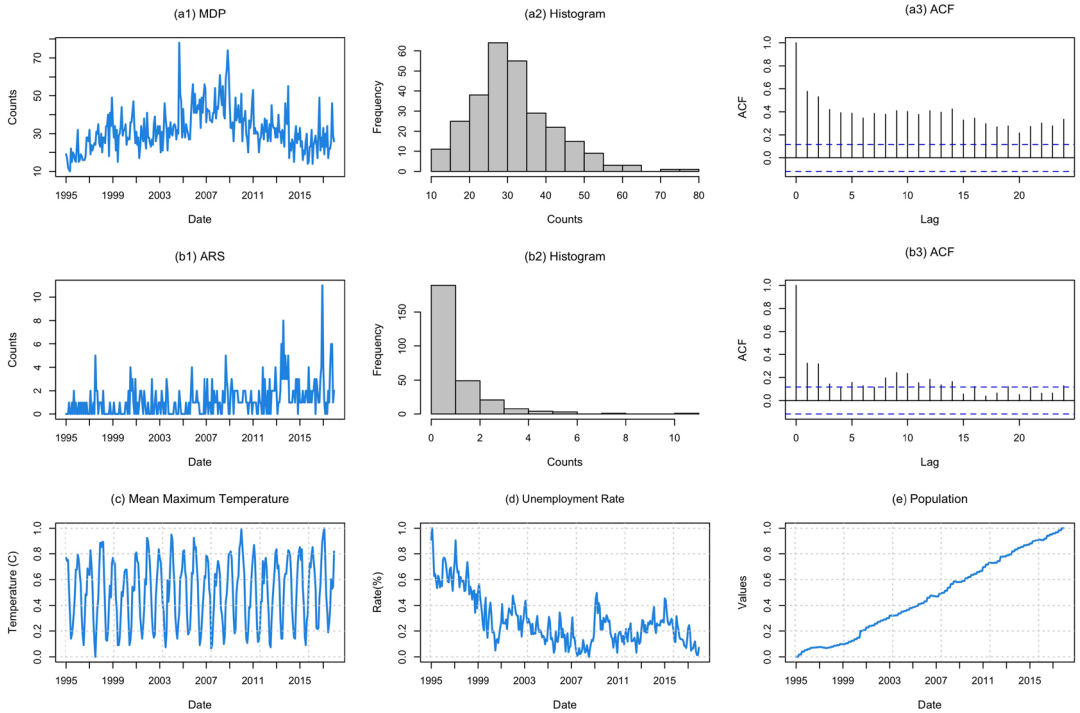 (a1) MDP
Counts
10 30 50 70
1995 1999 2003 2007 2011 2015
Date
(a2) Histogram
Frequency
0 10 20 30 40 50 60
10 20 30 40 50 60 70 80
Counts
(a3) ACF
ACF
0.0 0.2 0.4 0.6 0.8 1.0
0 5 10 15 20
Lag
(b1) ARS
Counts
0 2 4 6 8 10
1995 1999 2003 2007 2011 2015
Date
(b2) Histogram
Frequency
0 50 150
0 2 4 6 8 10
Counts
(b3) ACF
ACF
0.0 0.2 0.4 0.6 0.8 1.0
0 5 10 15 20
Lag
(c) Mean Maximum Temperature
Temperature (C)
0.0 0.2 0.4 0.6 0.8 1.0
1995 1999 2003 2007 2011 2015
Date
(d) Unemployment Rate
Rate(%)
0.0 0.2 0.4 0.6 0.8 1.0
1995 1999 2003 2007 2011 2015
Date
(e) Population
Values
0.0 0.2 0.4 0.6 0.8 1.0
1995 1999 2003 2007 2011 2015
Date